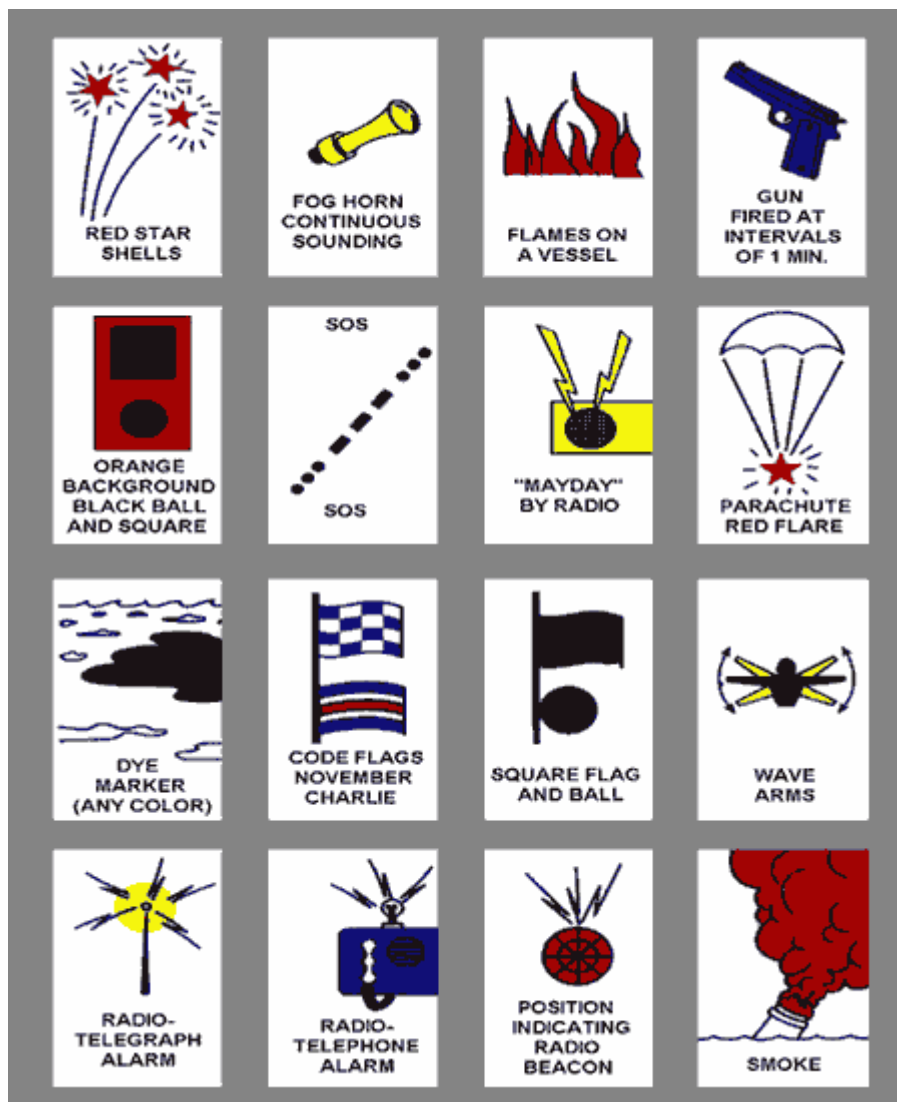 RED STAR
SHELLS
FOG HORN
CONTINUOUS
SOUNDING
FLAMES ON
A VESSEL
GUN
FIRED AT
INTERVALS
OF 1 MIN.
ORANGE
BACKGROUND
BLACK BALL
AND SQUARE
SOS
SOS
"MAYDAY"
BY RADIO
PARACHUTE
RED FLARE
DYE
MARKER
(ANY COLOR)
CODE FLAGS
NOVEMBER
CHARLIE
SQUARE FLAG
AND BALL
WAVE
ARMS
RADIO-
TELEGRAPH
ALARM
RADIO-
TELEPHONE
ALARM
POSITION
INDICATING
RADIO
BEACON
SMOKE